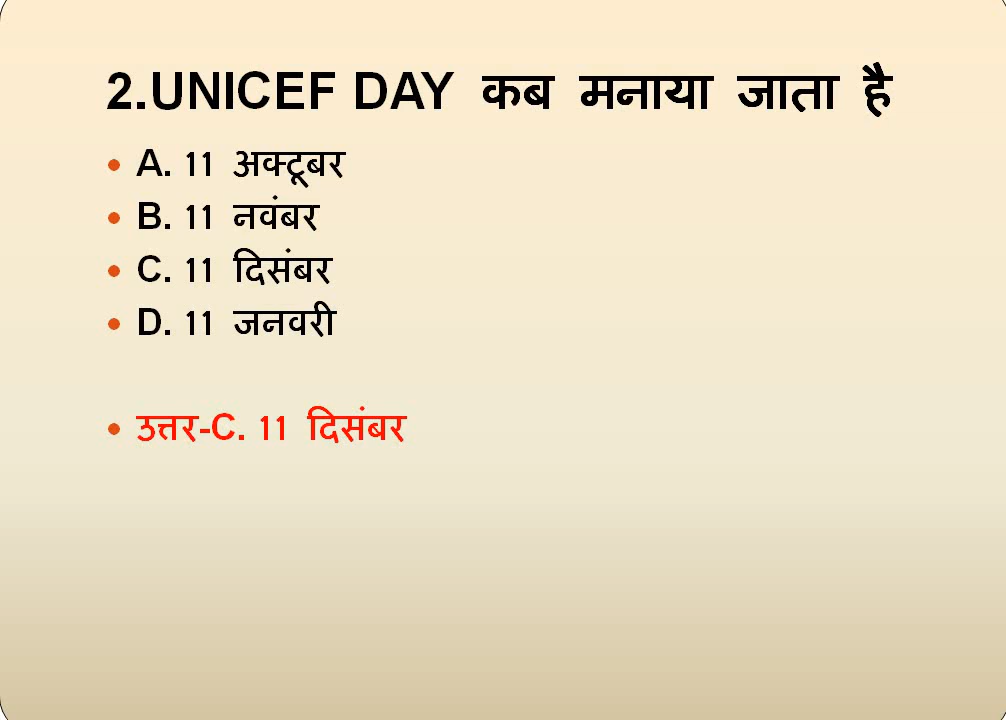 2.UNICEF DAY कब मनाया जाता है
• A. 11 अक्टूबर
• B. 11 नवंबर
• C. 11 दिसंबर
• D. 11 जनवरी
• उत्तर-C. 11 दिसंबर